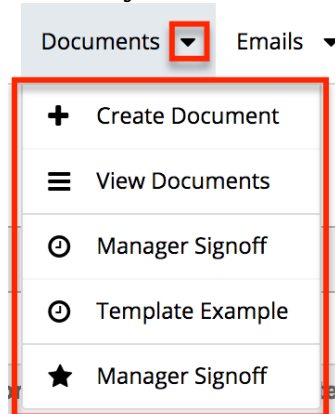 Documents Emails
Create Document
View Documents
Manager Signoff
Template Example
Manager Signoff